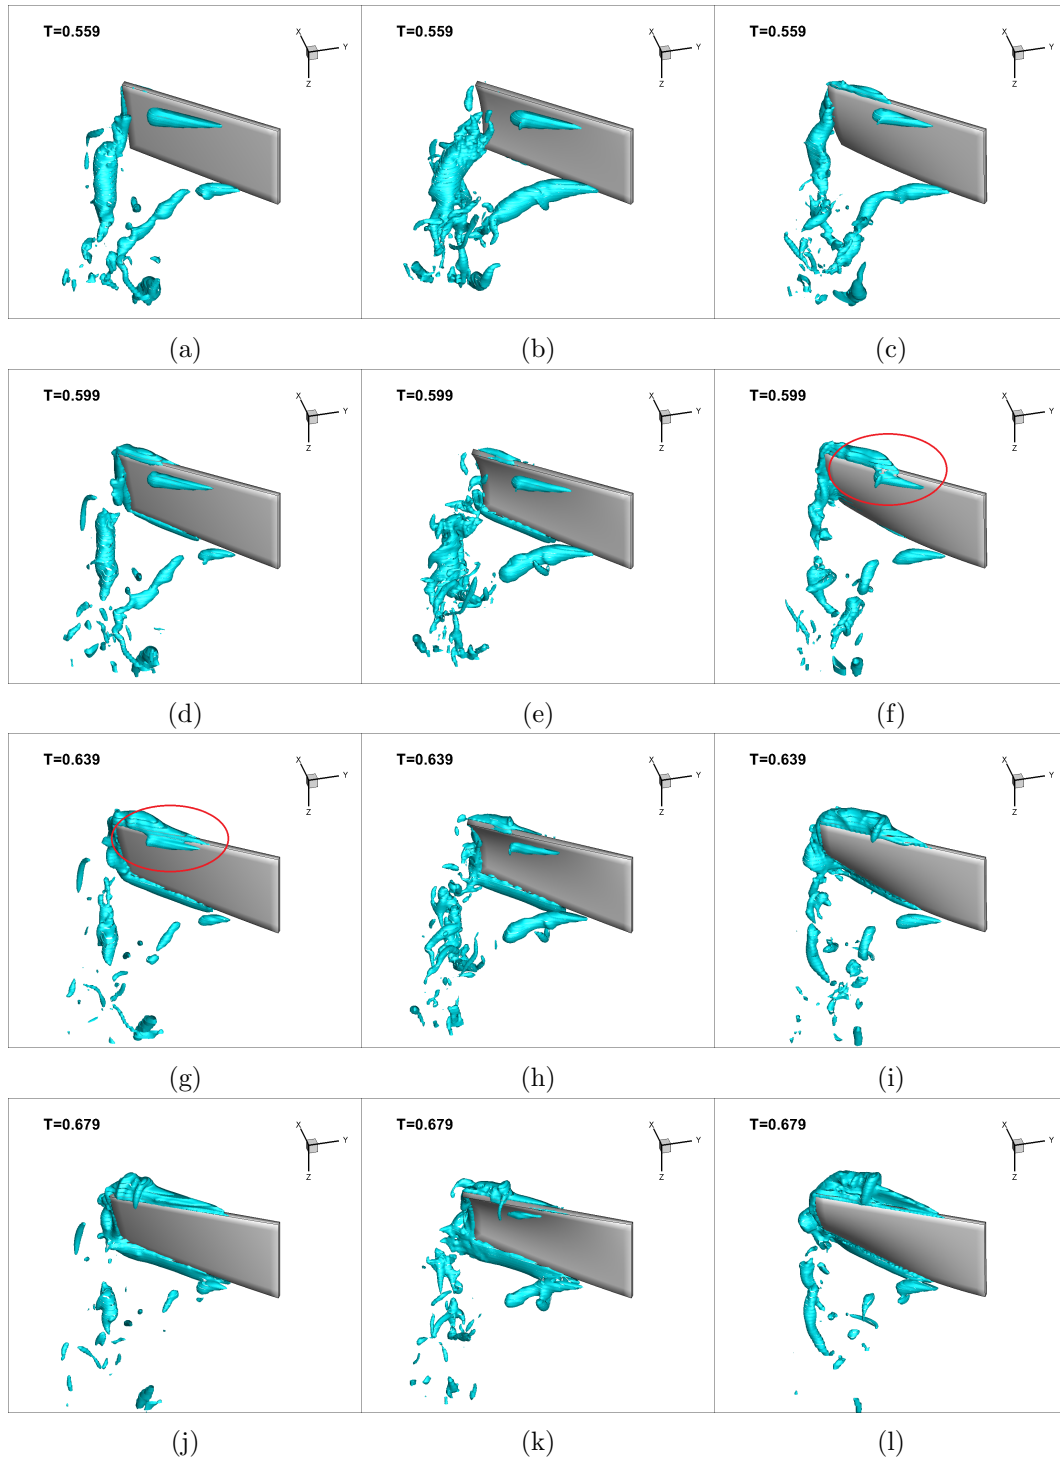 T=0.559 X Y Z T=0.559 X Y Z T=0.559 X Y Z
(a) (b) (c)
T=0.599 X Y Z T=0.599 X Y Z T=0.599 X Y Z
(d) (e) (f)
T=0.639 X Y Z T=0.639 X Y Z T=0.639 X Y Z
(g) (h) (i)
T=0.679 X Y Z T=0.679 X Y Z T=0.679 X Y Z
(j) (k) (l)